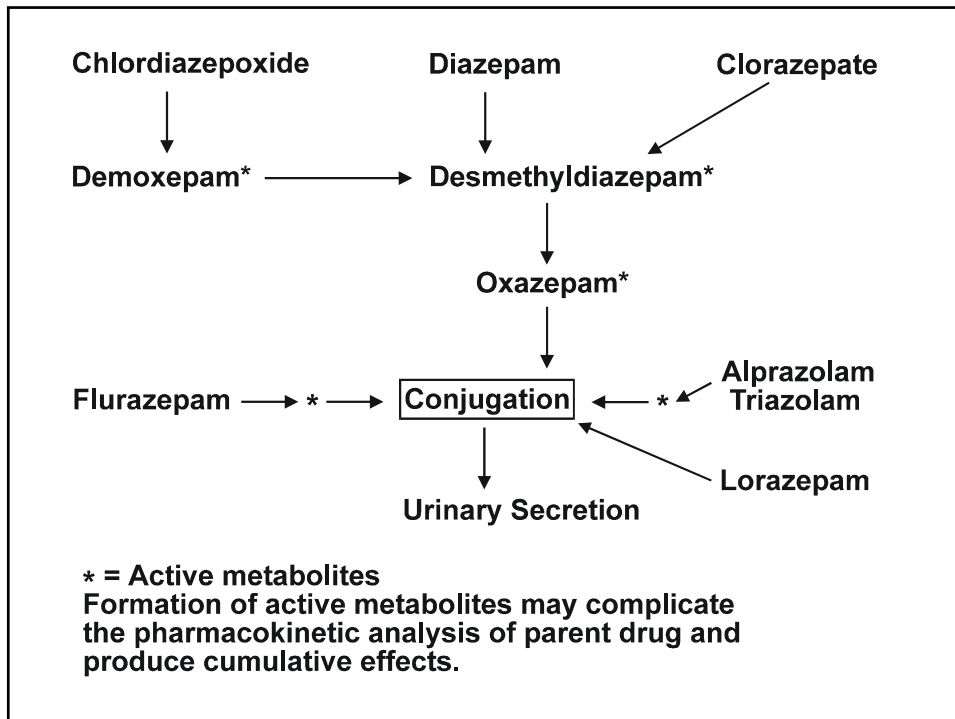 Chlordiazepoxide
Diazepam
Clorazepate
Demoxepam*
Desmethyldiazepam*
Oxazepam*
Flurazepam
*
Conjugation
*
Alprazolam
Triazolam
Lorazepam
Urinary Secretion
* = Active metabolites
Formation of active metabolites may complicate
the pharmacokinetic analysis of parent drug and
produce cumulative effects.